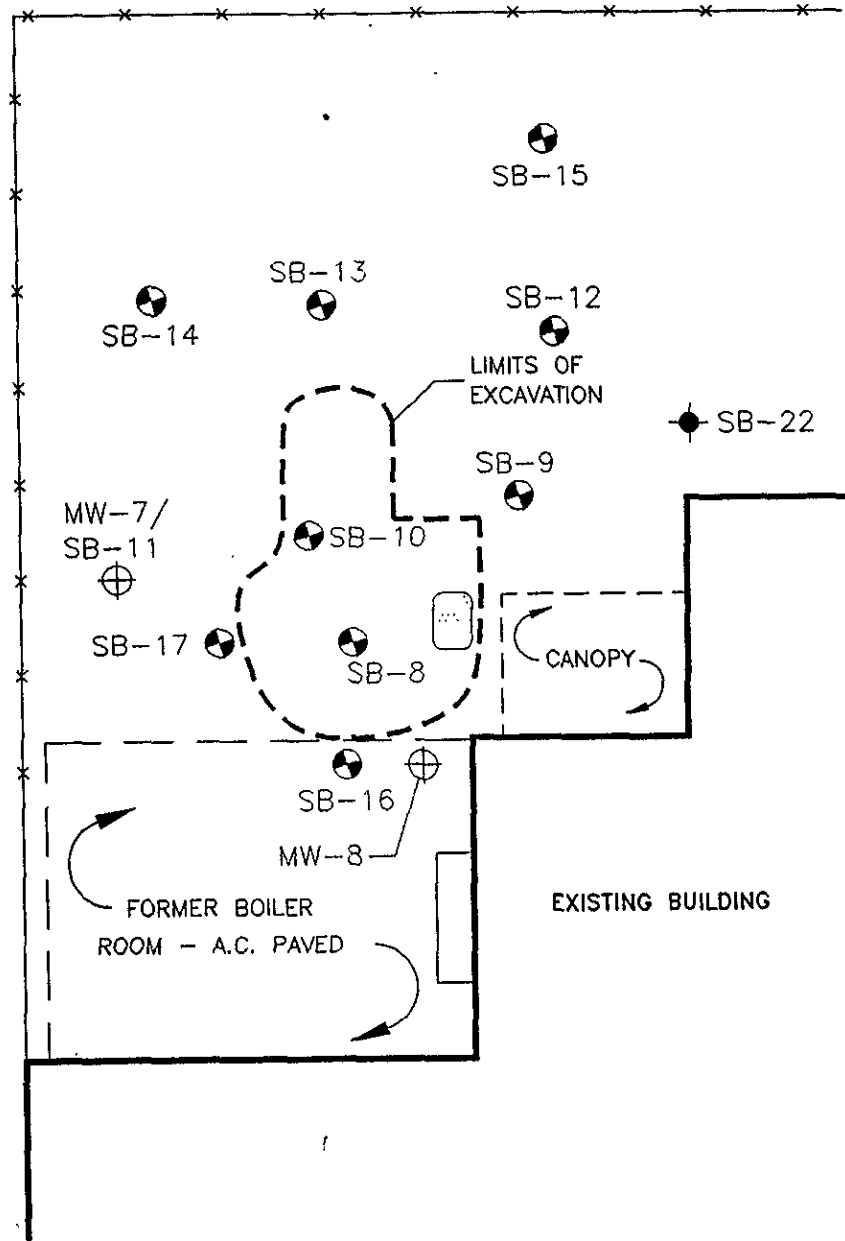 SB-15
SB-13
SB-12
SB-14
LIMITS OF
EXCAVATION
SB-22
SB-9
MW-7/
SB-11
SB-10
SB-17
SB-8
CANOPY
SB-16
MW-8
FORMER BOILER
ROOM - A.C. PAVED
EXISTING BUILDING